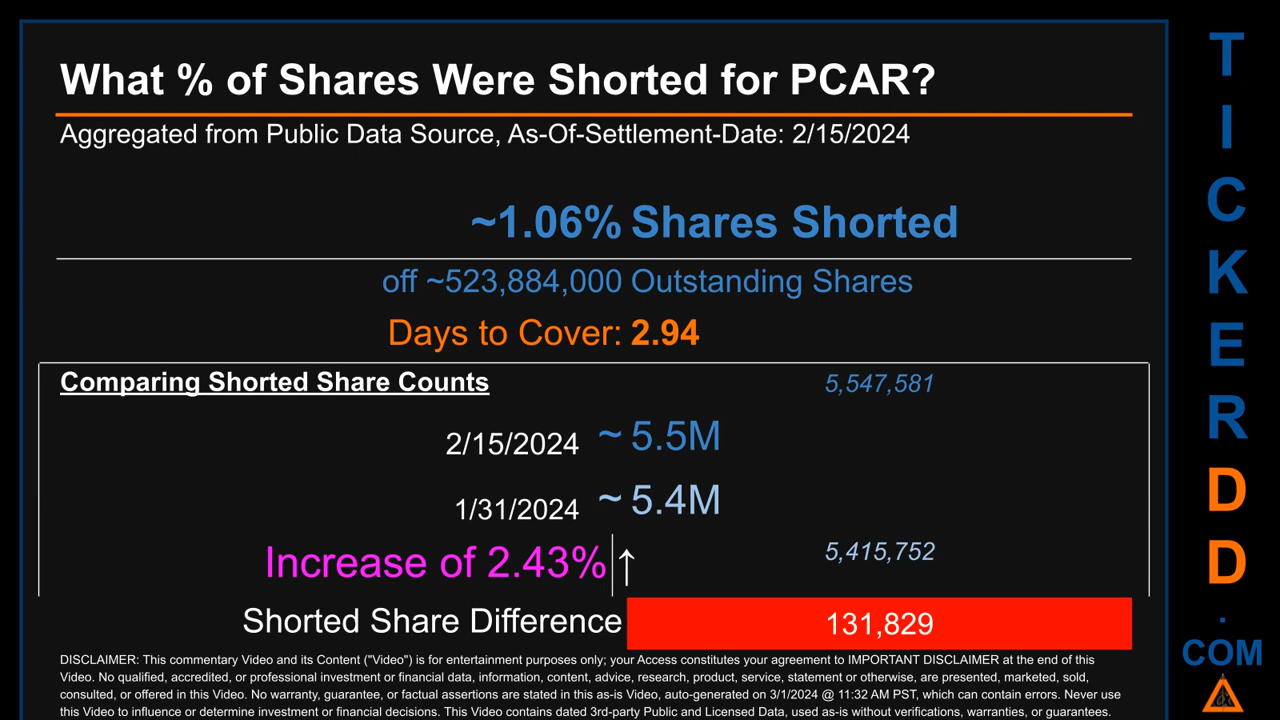 What % of Shares Were Shorted for PCAR?
Aggregated from Public Data Source, As-Of-Settlement-Date: 2/15/2024
~1.06% Shares Shorted
off ~523,884,000 Outstanding Shares
Days to Cover: 2.94
Comparing Shorted Share Counts 5,547,581
2/15/2024 ~ 5.5M
1/31/2024 ~ 5.4M
Increase of 2.43% ↑ 5,415,752
Shorted Share Difference 131,829
DISCLAIMER: This commentary Video and its Content ("Video") is for entertainment purposes only; your Access constitutes your agreement to IMPORTANT DISCLAIMER at the end of this
Video. No qualified, accredited, or professional investment or financial data, information, content, advice, research, product, service, statement or otherwise, are presented, marketed, sold,
consulted, or offered in this Video. No warranty, guarantee, or factual assertions are stated in this as-is Video, auto-generated on 3/1/2024 @ 11:32 AM PST, which can contain errors. Never use
this Video to influence or determine investment or financial decisions. This Video contains dated 3rd-party Public and Licensed Data, used as-is without verifications, warranties, or guarantees.
T
I
C
K
E
R
D
D
.
COM